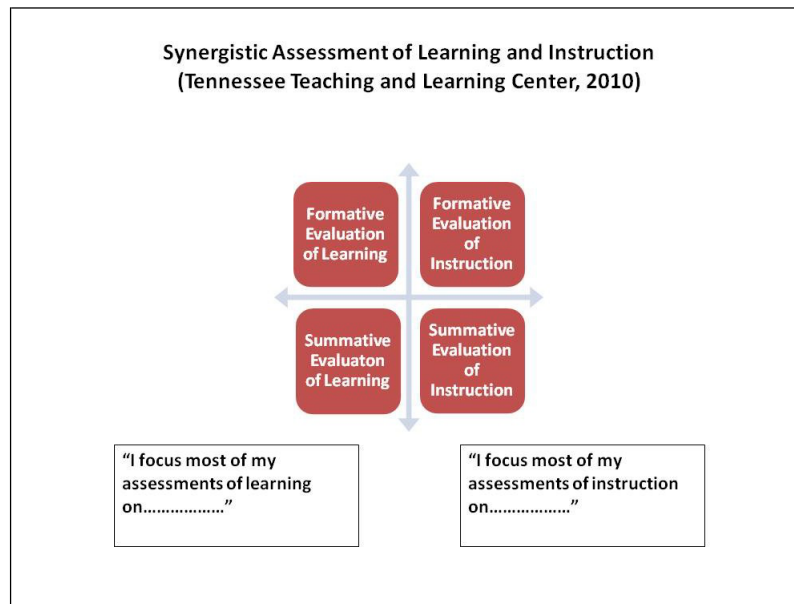 Synergistic Assessment of Learning and Instruction
(Tennessee Teaching and Learning Center, 2010)
Formative
Evaluation
of Learning
Formative
Evaluation
of
Instruction
Summative
Evaluaton
of Learning
Summative
Evaluation
of
Instruction
“I focus most of my
assessments of learning
on………………”
“I focus most of my
assessments of instruction
on………………”